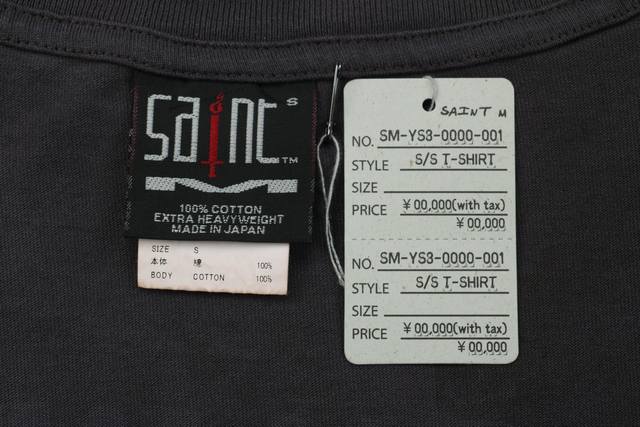 saint S
TM
100% COTTON
EXTRA HEAVYWEIGHT
MADE IN JAPAN
SIZE S
本体 綿 100%
BODY COTTON 100%
SAINT M
NO. SM-YS3-0000-001
STYLE S/S T-SHIRT
SIZE
PRICE ¥00,000(with tax)
¥00,000
NO. SM-YS3-0000-001
STYLE S/S T-SHIRT
SIZE
PRICE ¥00,000(with tax)
¥00,000